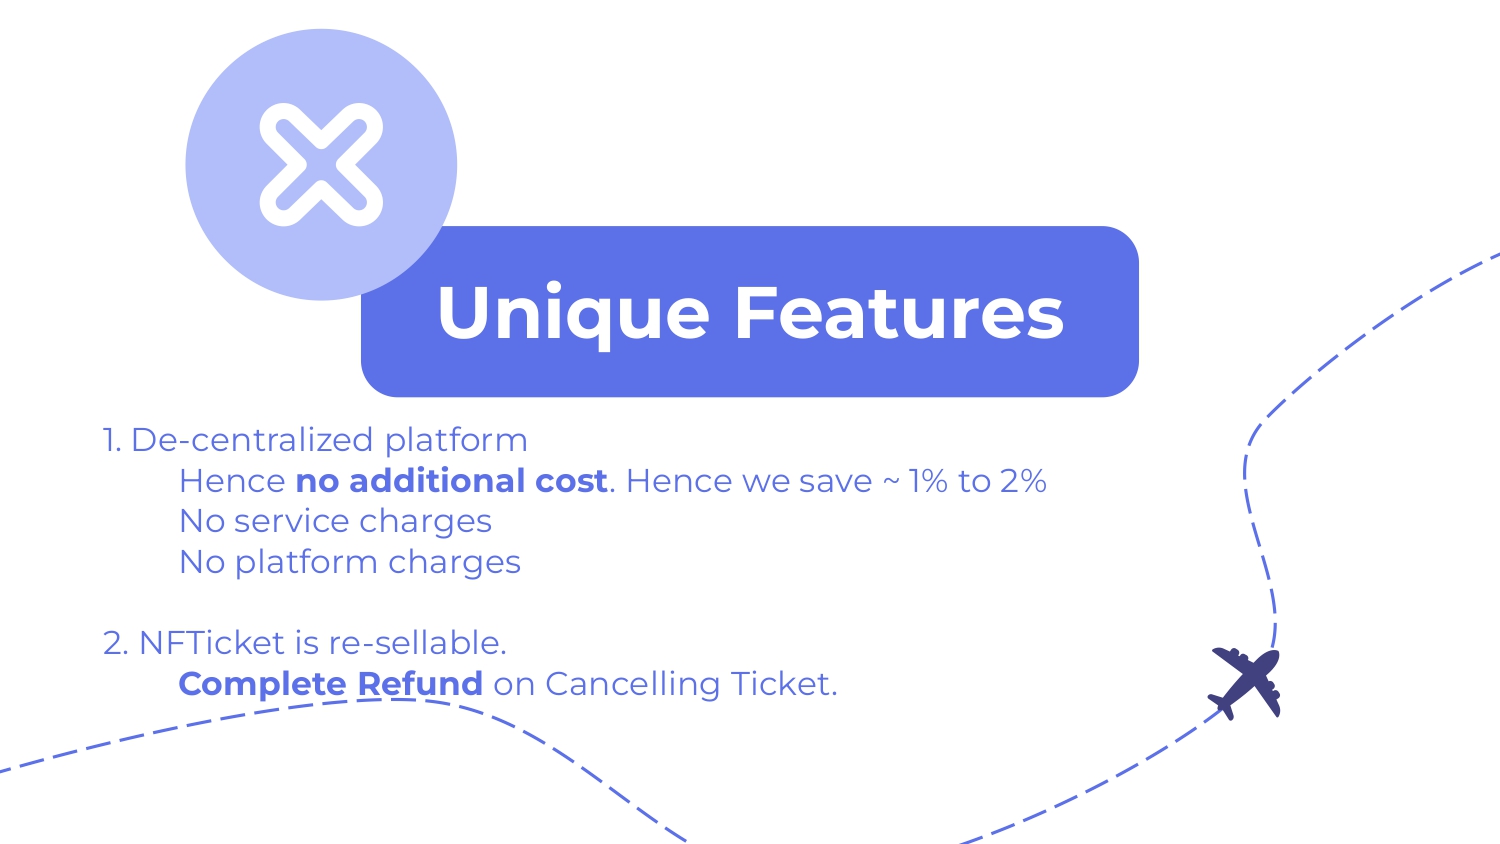 Unique Features
1. De-centralized platform
Hence no additional cost. Hence we save ~ 1% to 2%
No service charges
No platform charges
2. NFTicket is re-sellable.
Complete Refund on Cancelling Ticket.